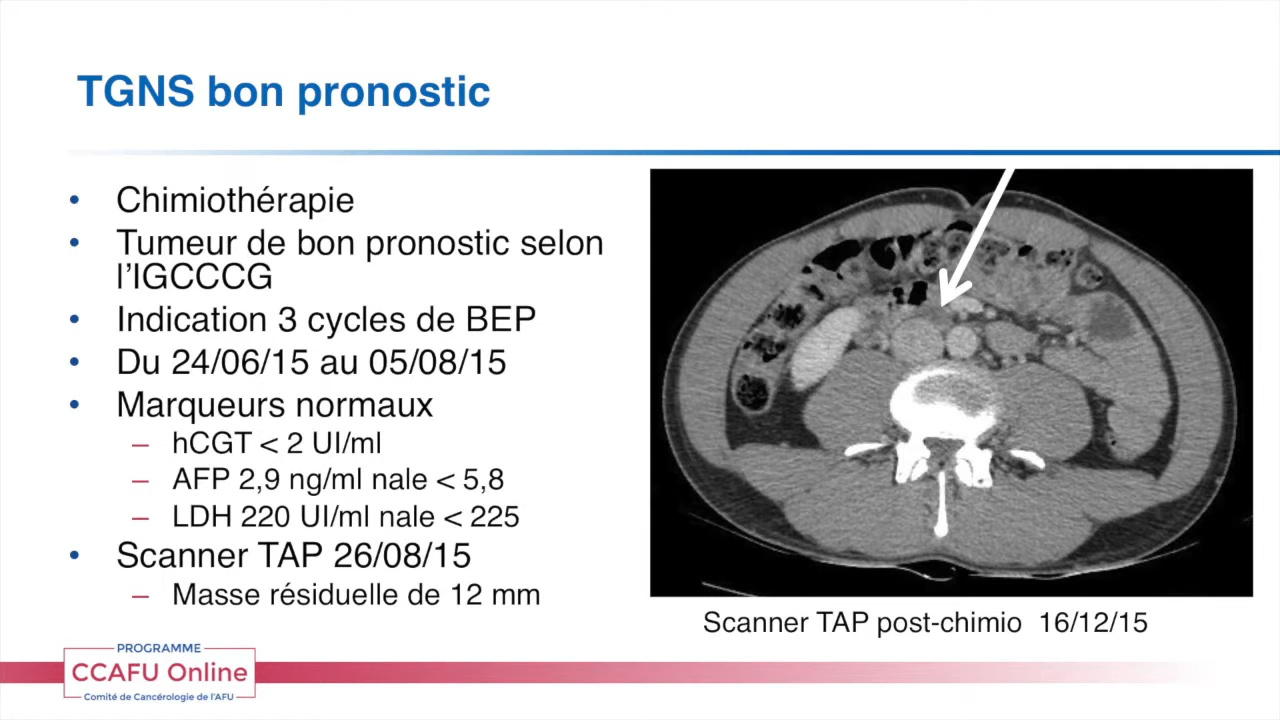 TGNS bon pronostic
• Chimiothérapie
• Tumeur de bon pronostic selon
l'IGCCCG
• Indication 3 cycles de BEP
• Du 24/06/15 au 05/08/15
• Marqueurs normaux
– hCGT < 2 UI/ml
– AFP 2,9 ng/ml nale < 5,8
– LDH 220 UI/ml nale < 225
• Scanner TAP 26/08/15
– Masse résiduelle de 12 mm
Scanner TAP post-chimio 16/12/15
PROGRAMME
CCAFU Online
Comité de Cancérologie de l'AFU